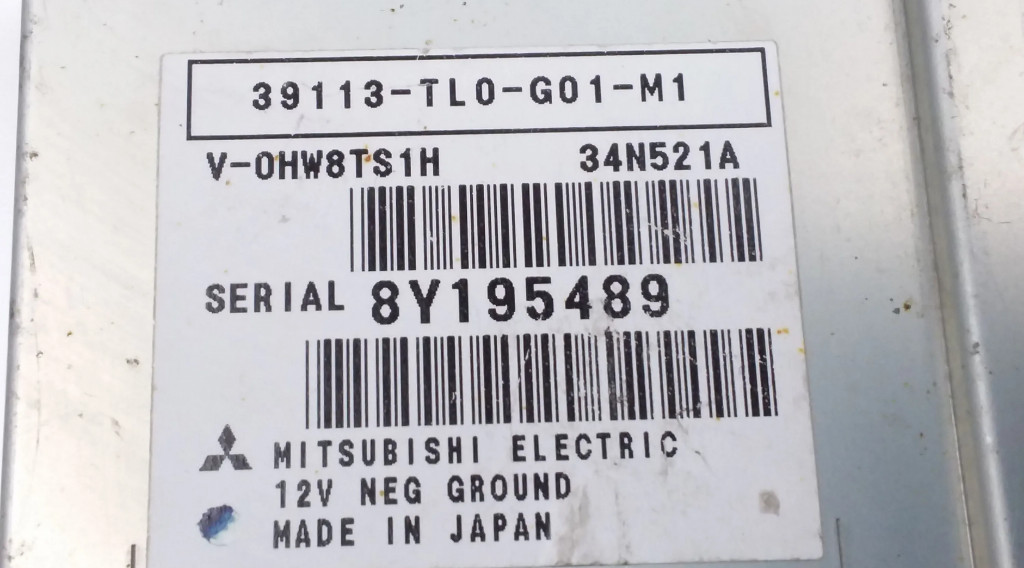 39113-TL0-G01-M1
V-0HW8TS1H 34N521A
SERIAL 8Y195489
MITSUBISHI ELECTRIC
12V NEG GROUND
MADE IN JAPAN